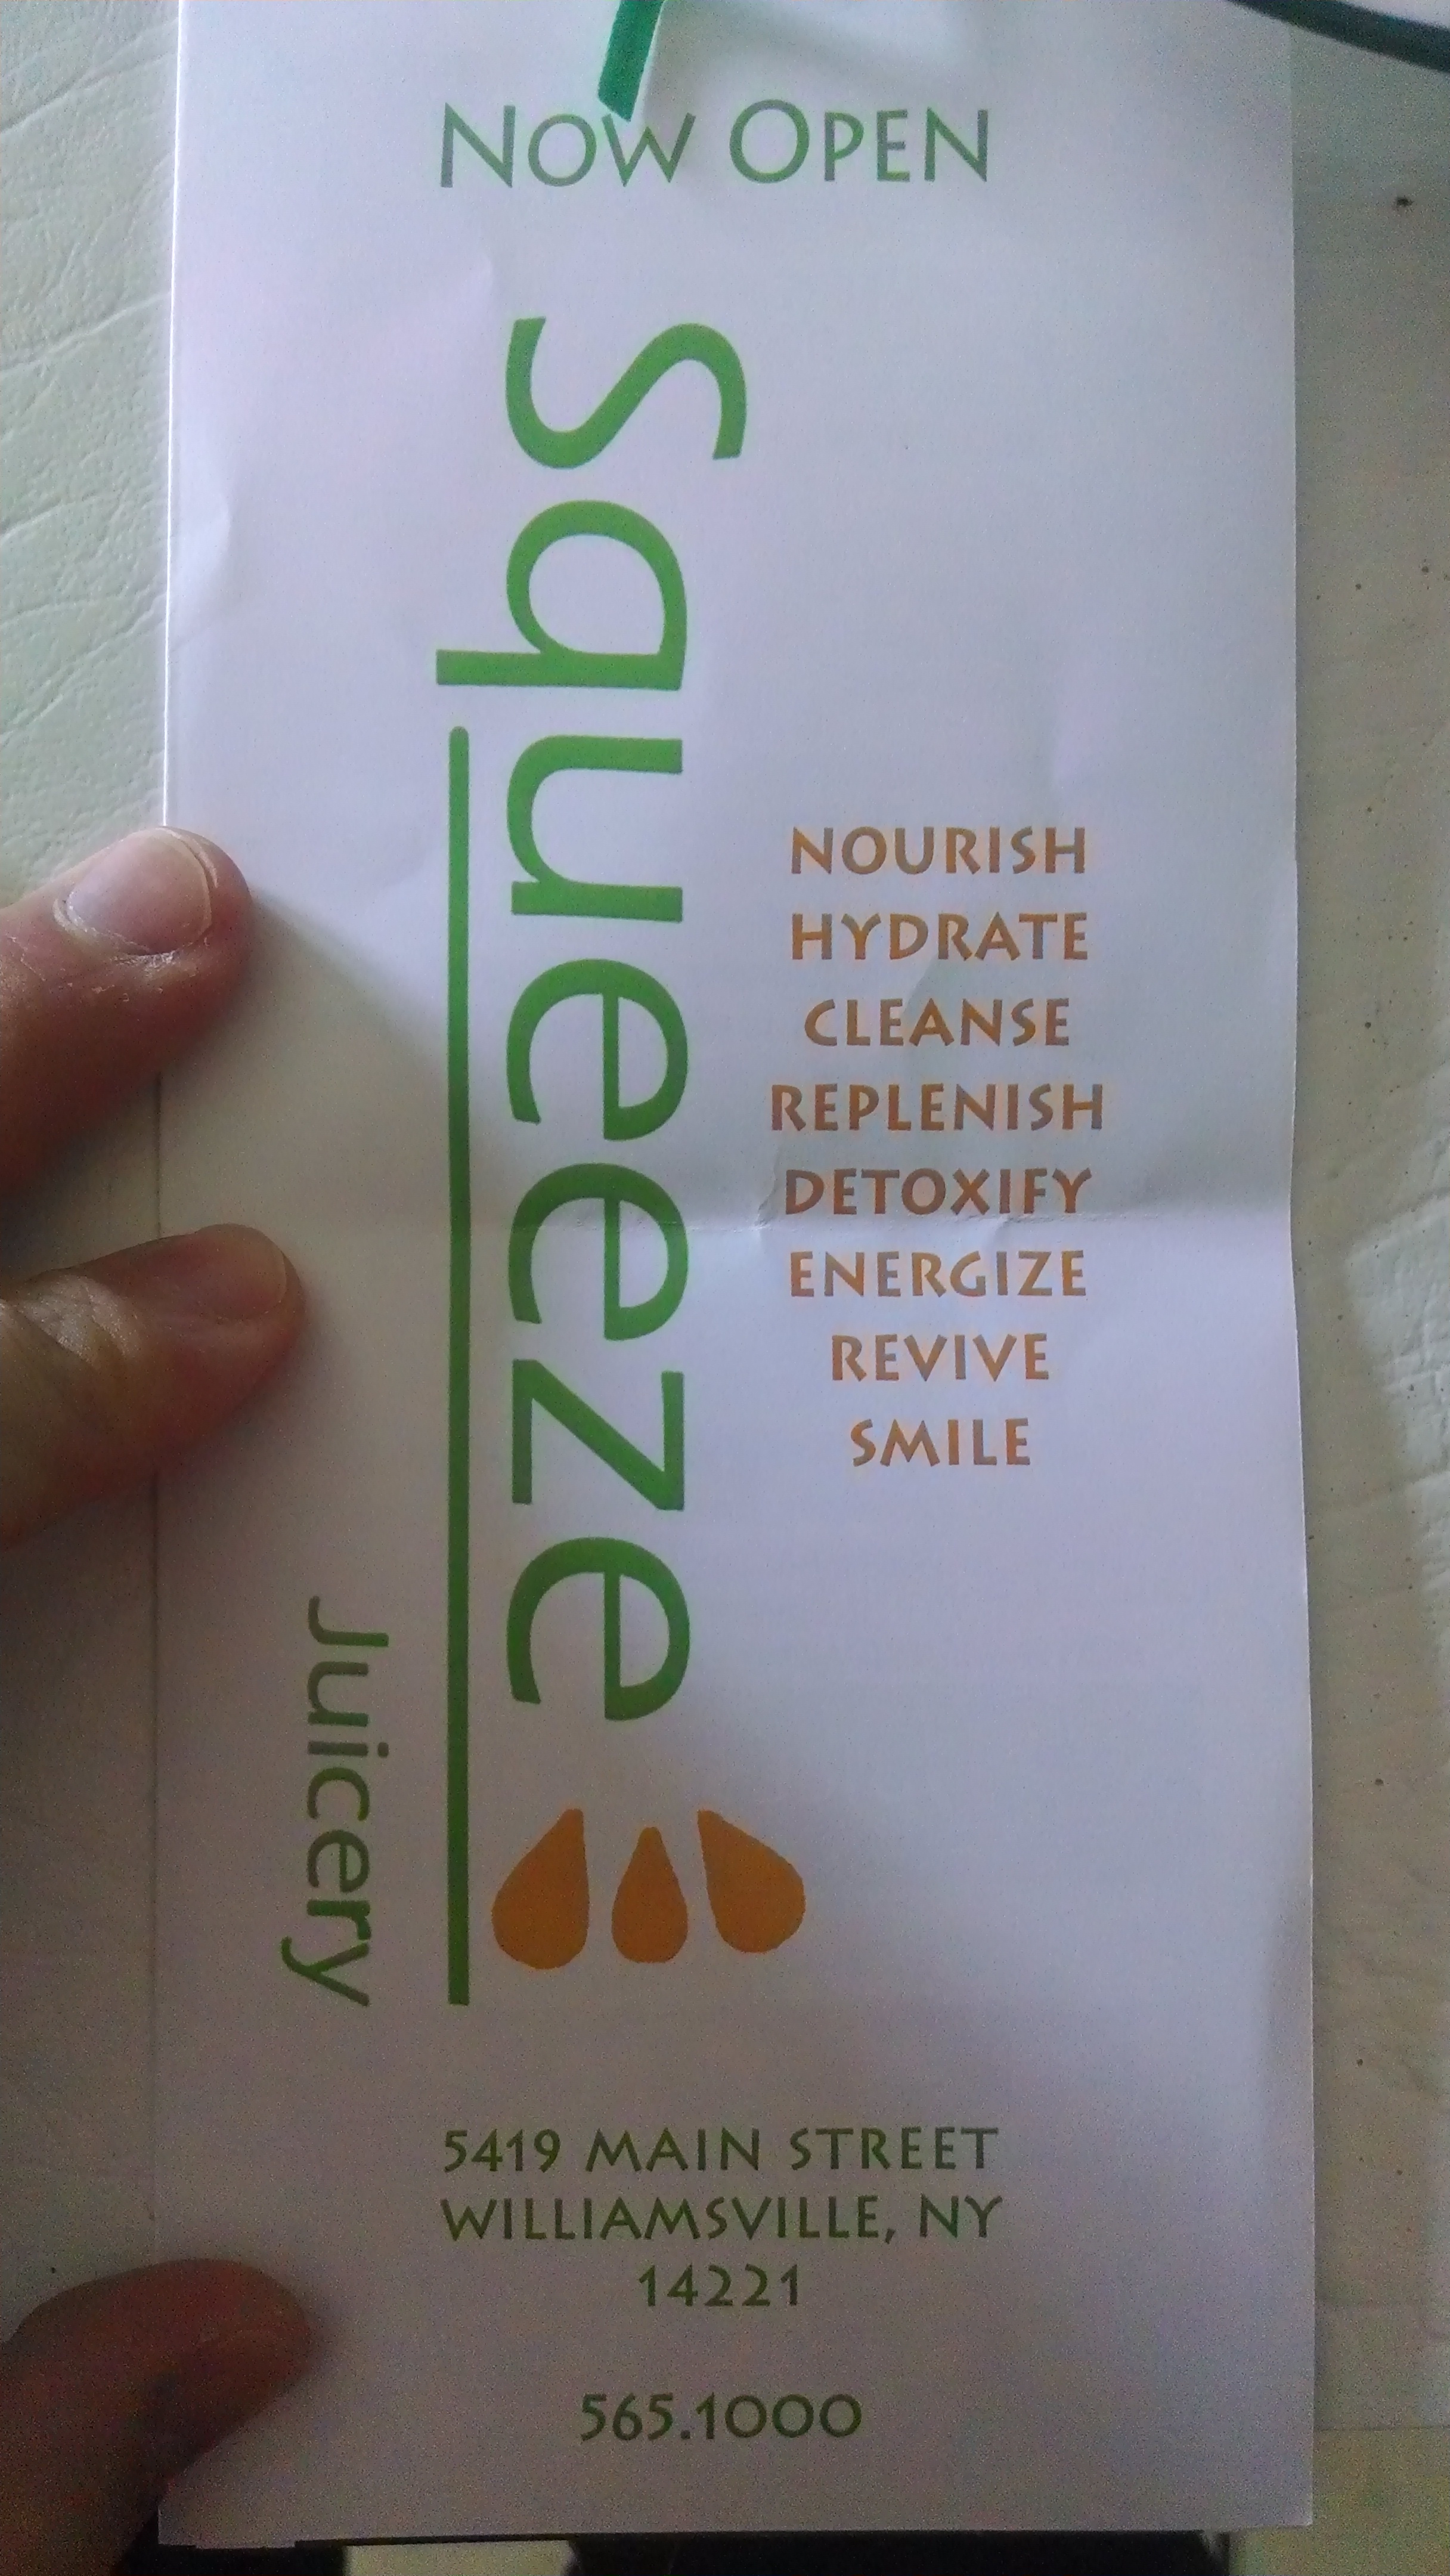 NOW OPEN
Squeeze
Juicery
NOURISH
HYDRATE
CLEANSE
REPLENISH
DETOXIFY
ENERGIZE
REVIVE
SMILE
5419 MAIN STREET
WILLIAMSVILLE, NY
14221
565.1000